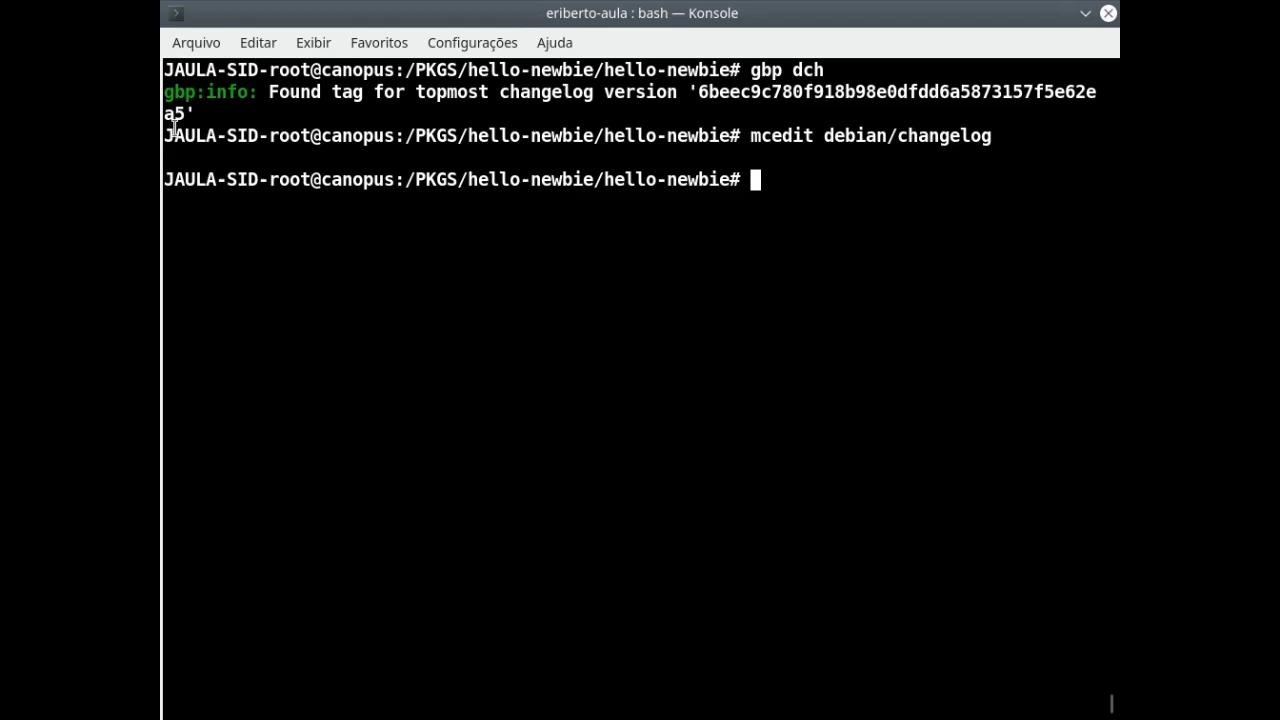 eriberto-aula : bash — Konsole
Arquivo Editar Exibir Favoritos Configurações Ajuda
JAULA-SID-root@canopus:/PKGS/hello-newbie/hello-newbie# gbp dch
gbp:info: Found tag for topmost changelog version '6beec9c780f918b98e0dfdd6a5873157f5e62e
a5'
JAULA-SID-root@canopus:/PKGS/hello-newbie/hello-newbie# mcedit debian/changelog
JAULA-SID-root@canopus:/PKGS/hello-newbie/hello-newbie#